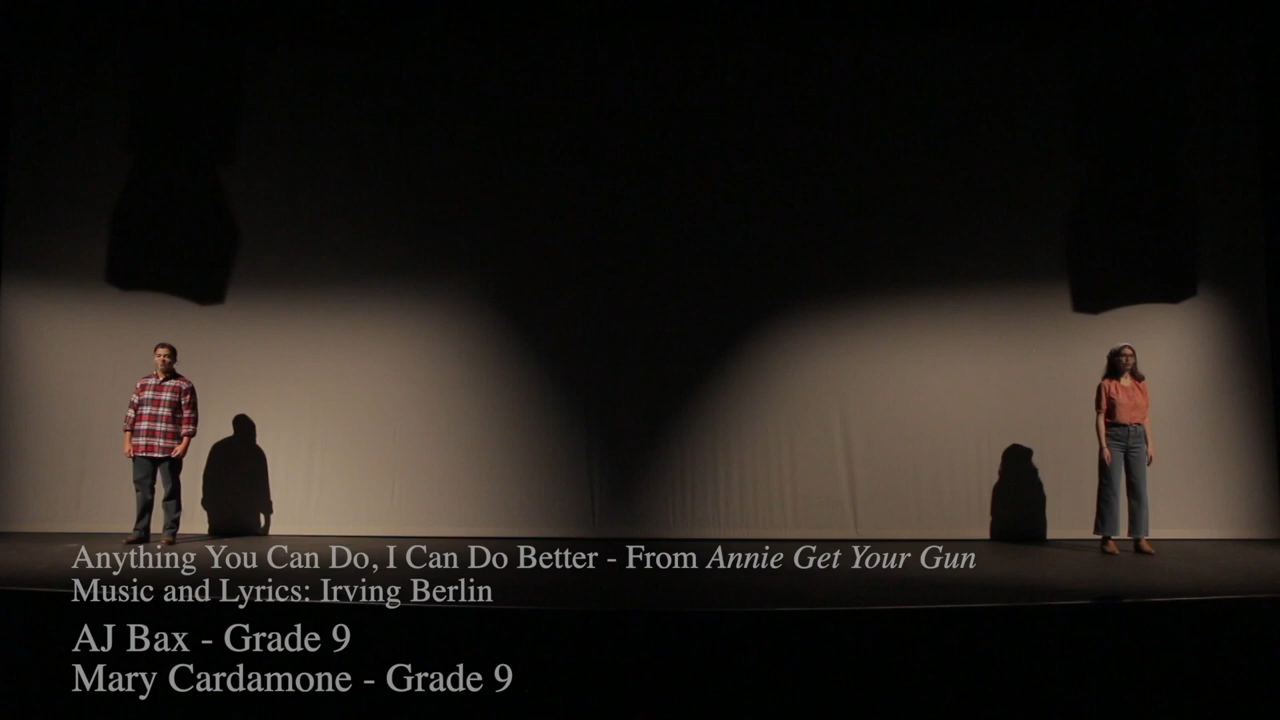 Anything You Can Do, I Can Do Better - From Annie Get Your Gun
Music and Lyrics: Irving Berlin
AJ Bax - Grade 9
Mary Cardamone - Grade 9